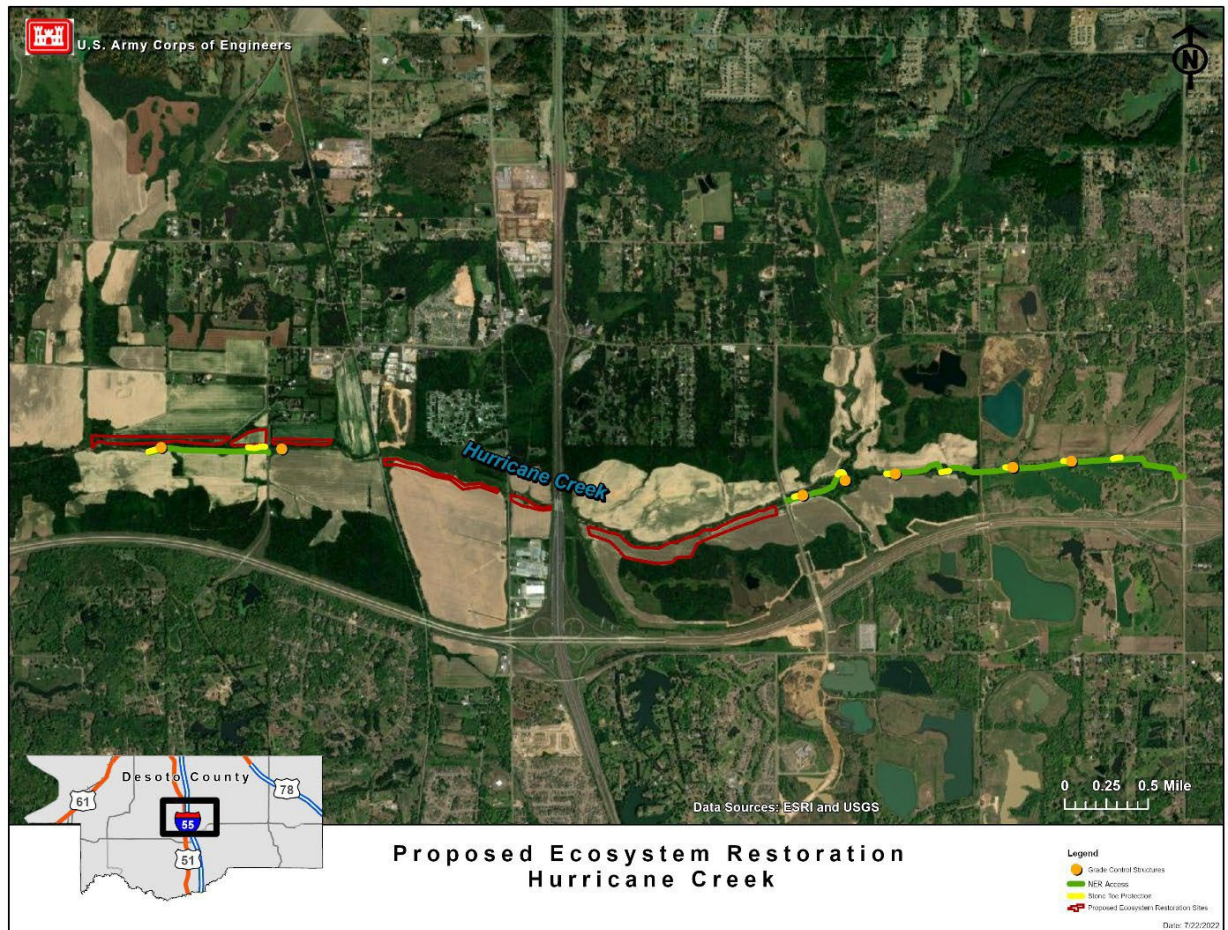 U.S. Army Corps of Engineers
N
Hurricane Creek
0 0.25 0.5 Mile
Data Sources: ESRI and USGS
Desoto County
61
78
55
51
Proposed Ecosystem Restoration
Hurricane Creek
Legend
Grade Control Structures
NER Access
Stone Toe Protection
Proposed Ecosystem Restoration Sites
Date: 7/22/2022